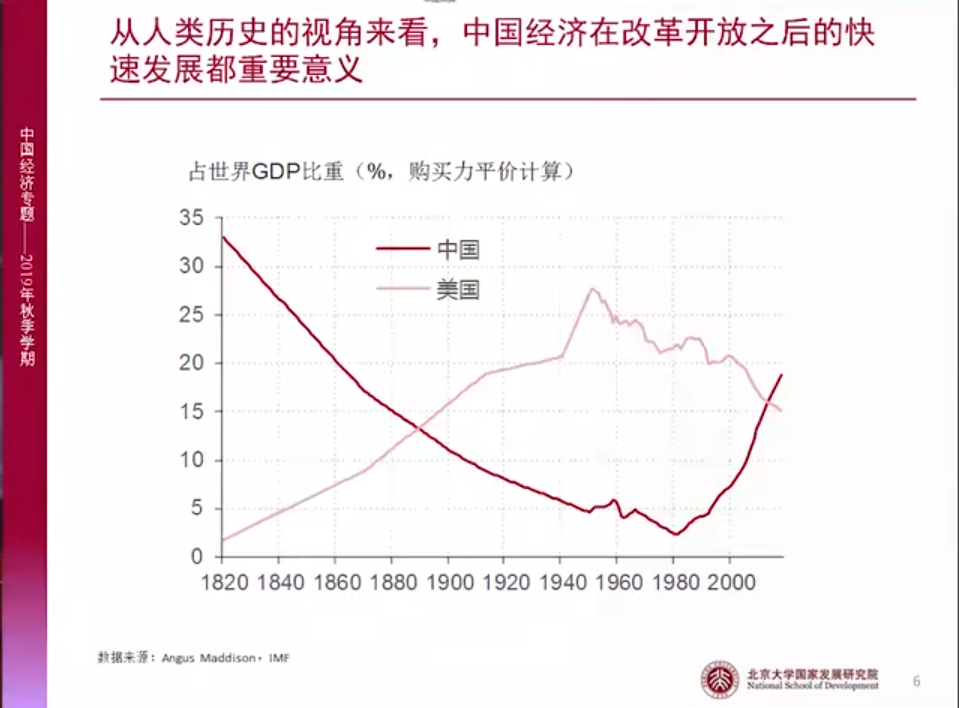 从人类历史的视角来看，中国经济在改革开放之后的快
速发展都重要意义
中国经济专题——2019年秋季学期
占世界GDP比重（%，购买力平价计算）
35
30
25
20
15
10
5
0
中国
美国
1820 1840 1860 1880 1900 1920 1940 1960 1980 2000
数据来源：Angus Maddison，IMF
北京大学国家发展研究院
National School of Development
6